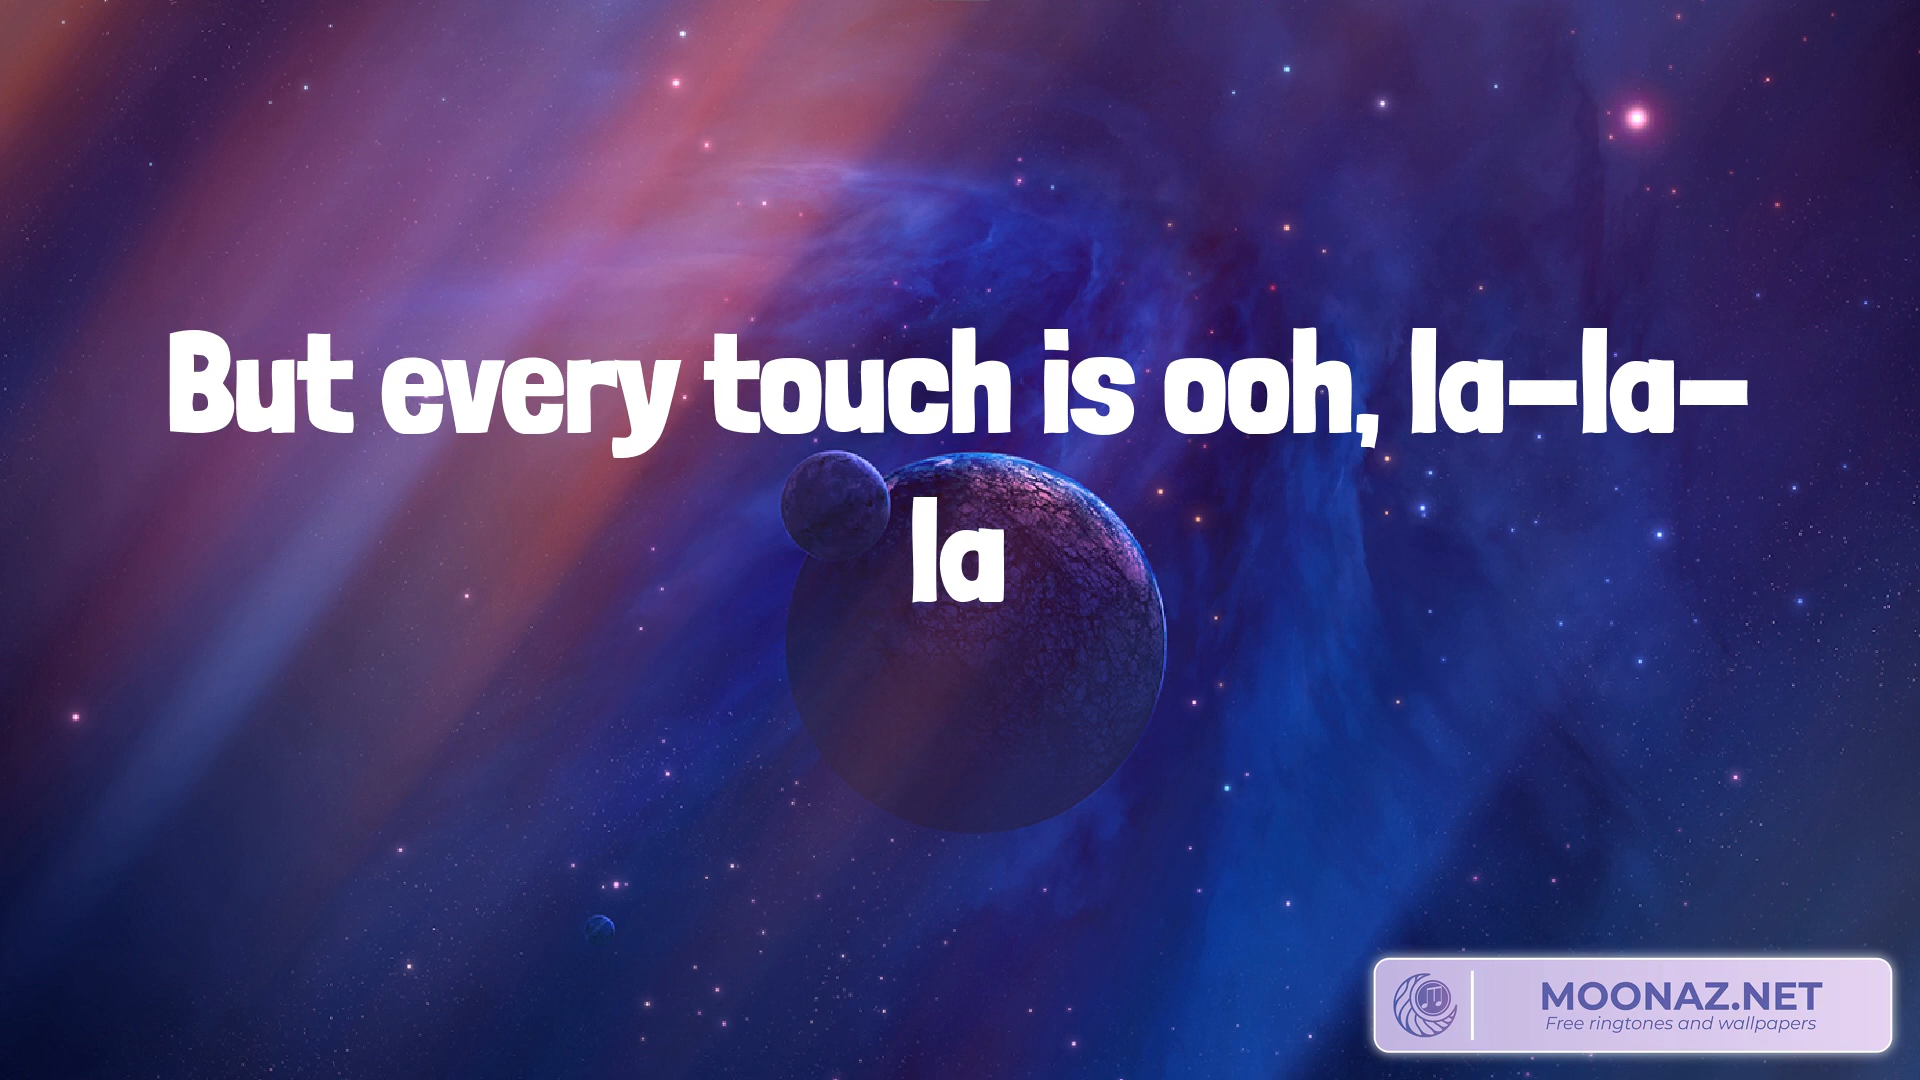 But every touch is ooh, la-la-
la
MOONAZ.NET
Free ringtones and wallpapers